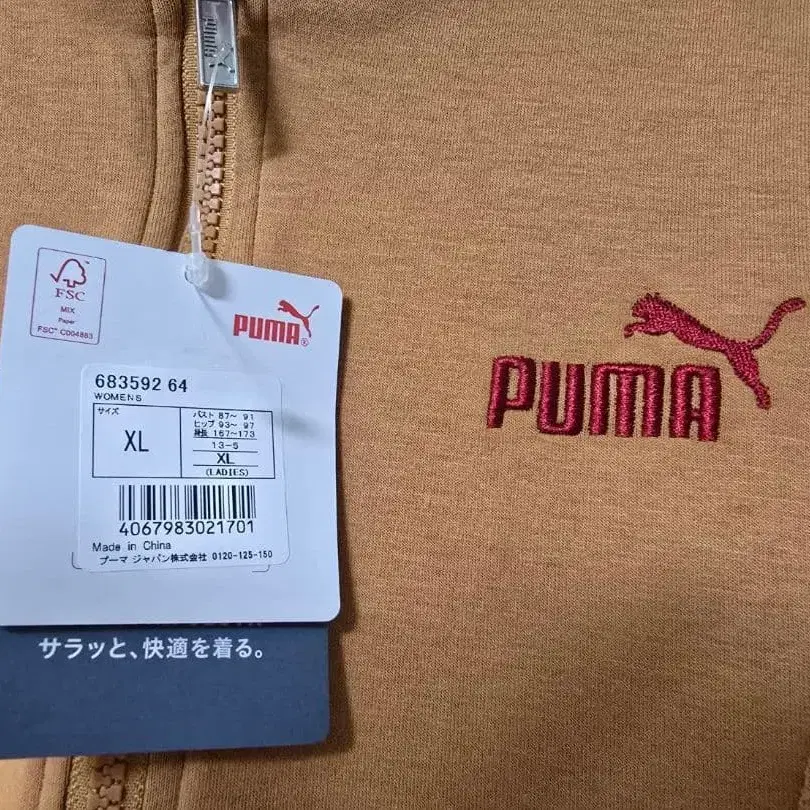 PUMA
FSC
MIX
Paper
FSC® C004883
PUMA®
683592 64
WOMENS
サイズ
XL
バスト 87～ 91
ヒップ 93～ 97
身長 167～173
13-5
XL
(LADIES)
4067983021701
Made in China
プーマ ジャパン株式会社 0120-125-150
サラッと、快適を着る。
PUMA